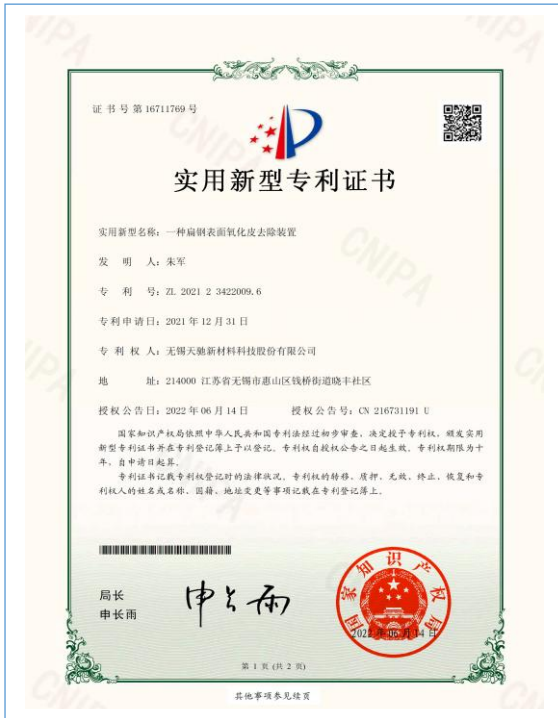 证书号第16711769号
实用新型专利证书
实用新型名称：一种扁钢表面氧化皮去除装置
发明人：朱军
专利号：ZL 2021 2 3422009.6
专利申请日：2021年12月31日
专利权人：无锡天驰新材料科技股份有限公司
地址：214000 江苏省无锡市惠山区钱桥街道晓丰社区
授权公告日：2022年06月14日 授权公告号：CN 216731191 U
国家知识产权局依照中华人民共和国专利法经过初步审查，决定授予专利权，颁发实用
新型专利证书并在专利登记簿上予以登记。专利权自授权公告之日起生效。专利权期限为十
年，自申请日起算。
专利证书记载专利权登记时的法律状况。专利权的转移、质押、无效、终止、恢复和专
利权人的姓名或名称、国籍、地址变更等事项记载在专利登记簿上。
局长
申长雨
申长雨
国家知识产权局
2022年06月14日
第 1 页 (共 2 页)
其他事项参见续页
CNIPA
CNIPA
CNIPA
CNIPA